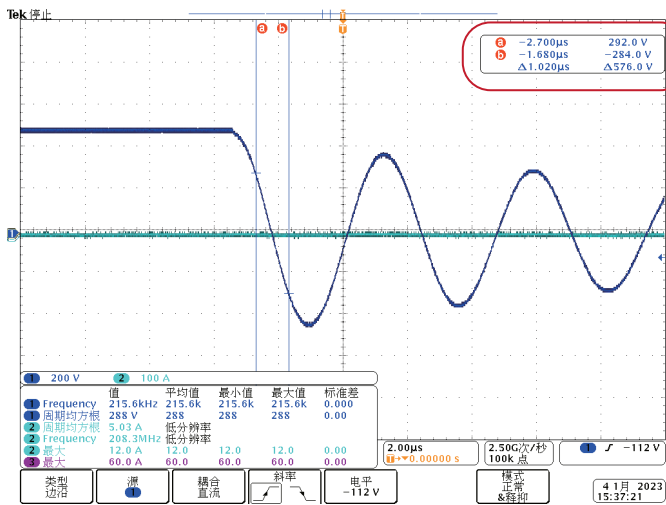 Tek 停止
a b T
a −2.700μs 292.0 V
b −1.680μs −284.0 V
Δ1.020μs Δ576.0 V
1
1 200 V 2 100 A
值 平均值 最小值 最大值 标准差
1 Frequency 215.6kHz 215.6k 215.6k 215.6k 0.000
1 周期均方根 288 V 288 288 288 0.00
2 周期均方根 5.03 A 低分辨率
2 Frequency 208.3MHz 低分辨率
2 最大 12.0 A 12.0 12.0 12.0 0.00
3 最大 60.0 A 60.0 60.0 60.0 0.00
2.00μs
T→▾0.00000 s
2.50G次/秒
100k 点
1 −112 V
类型
边沿
源
1
耦合
直流
斜率
电平
−112 V
模式
正常
&释抑
4 1月 2023
15:37:21